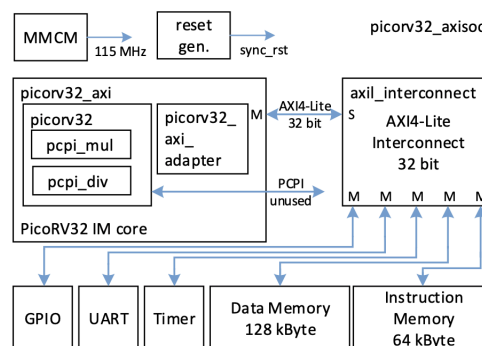 MMCM
115 MHz
reset
gen.
sync_rst
picorv32_axisoc
picorv32_axi
picorv32
pcpi_mul
pcpi_div
picorv32_
axi_
adapter
M
PicoRV32 IM core
AXI4-Lite
32 bit
PCPI
unused
axil_interconnect
S
AXI4-Lite
Interconnect
32 bit
M M M M M
GPIO
UART
Timer
Data Memory
128 kByte
Instruction
Memory
64 kByte